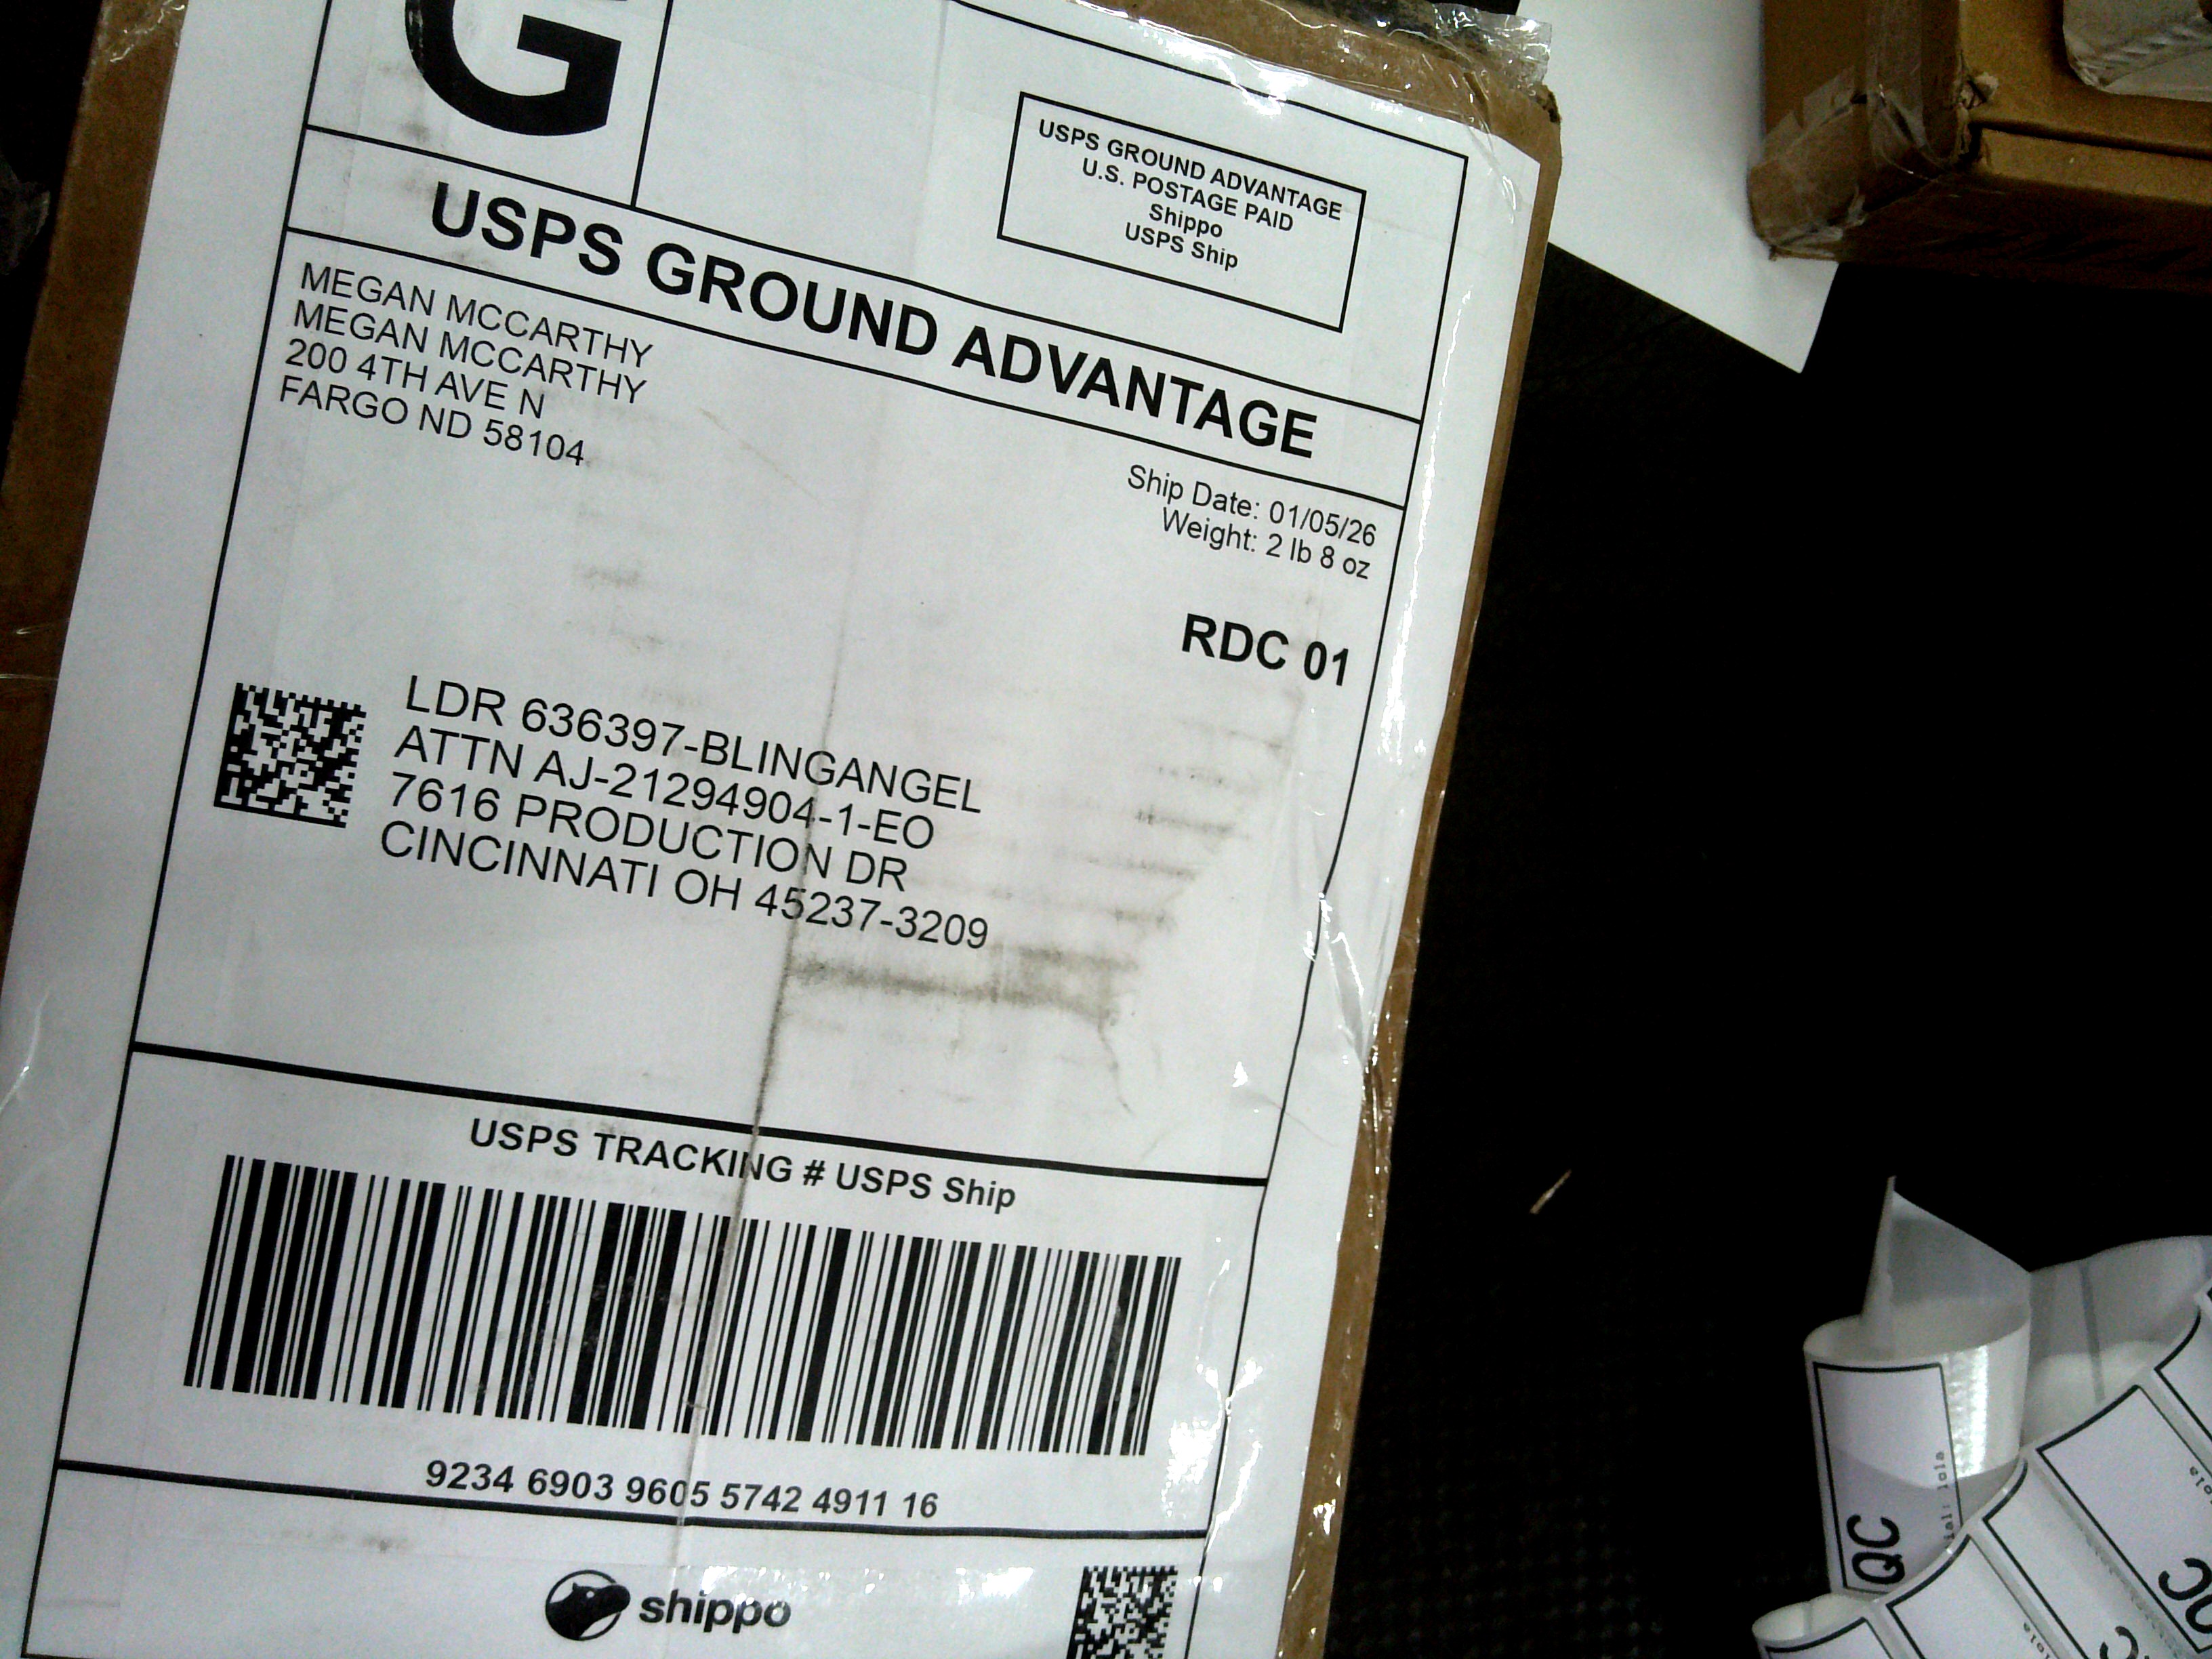 G
USPS GROUND ADVANTAGE
U.S. POSTAGE PAID
Shippo
USPS Ship
USPS GROUND ADVANTAGE
MEGAN MCCARTHY
MEGAN MCCARTHY
200 4TH AVE N
FARGO ND 58104
Ship Date: 01/05/26
Weight: 2 lb 8 oz
RDC 01
LDR 636397-BLINGANGEL
ATTN AJ-21294904-1-EO
7616 PRODUCTION DR
CINCINNATI OH 45237-3209
USPS TRACKING # USPS Ship
9234 6903 9605 5742 4911 16
shippo
QC